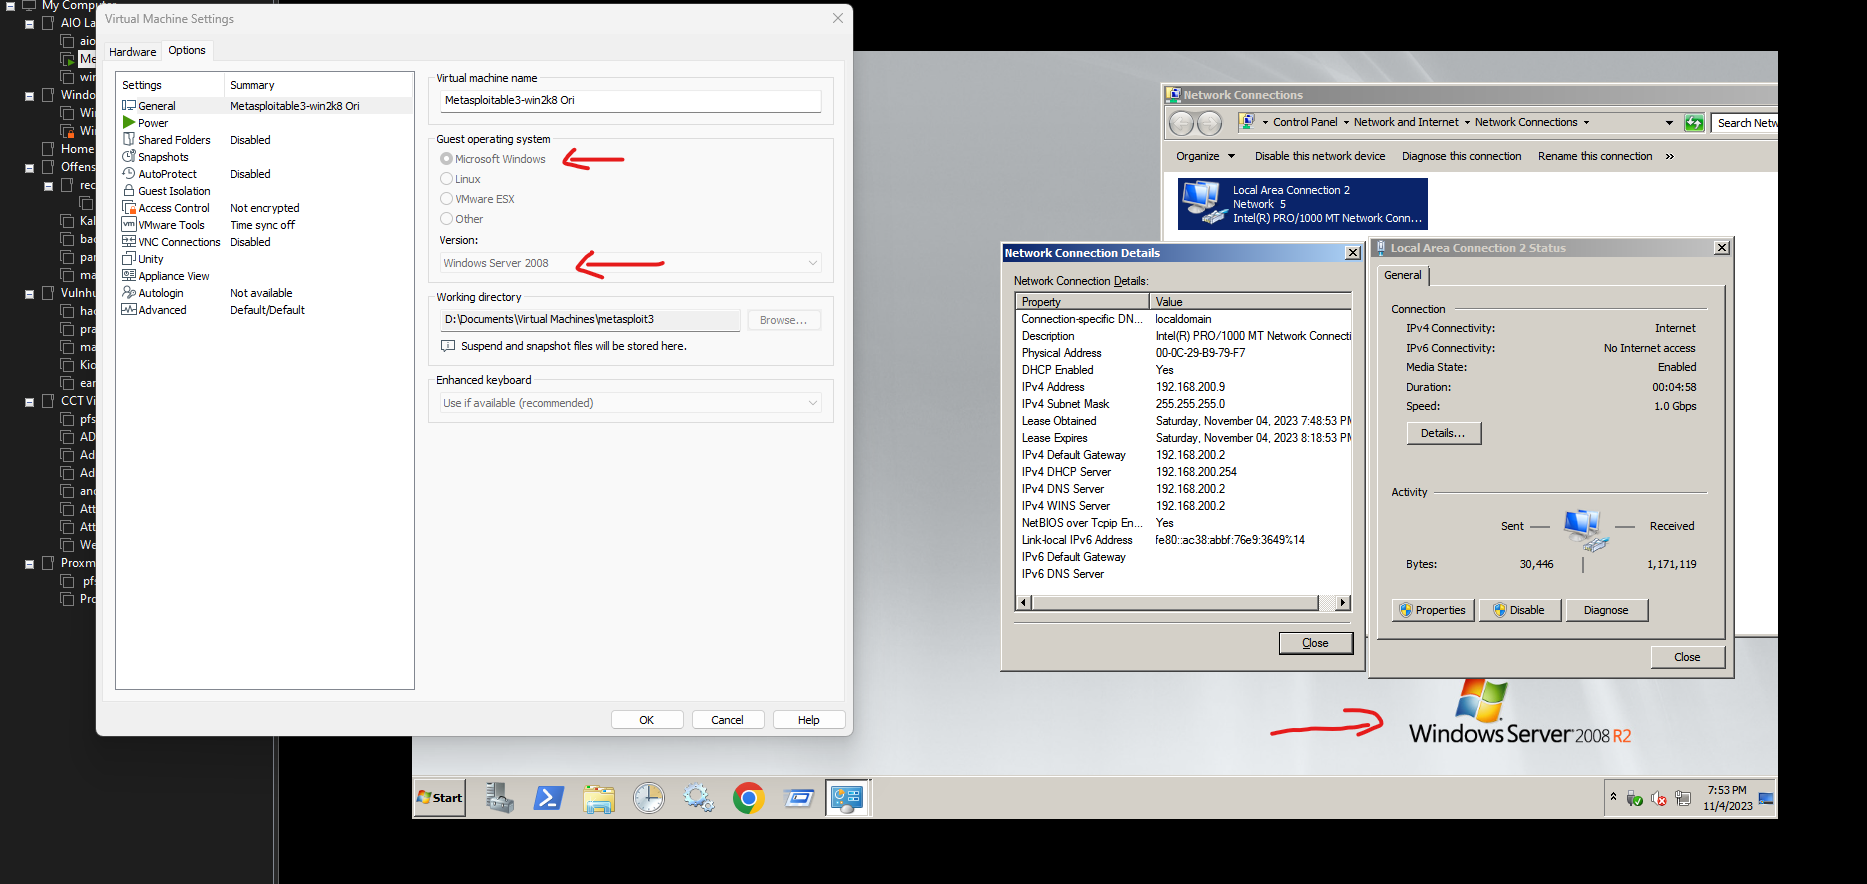 My Compute
AIO La
aio
Me
win
Windo
Wi
Wi
Home
Offens
rec
Kal
bac
par
ma
Vulnhu
hac
pra
ma
Kio
ear
CCT Vi
pfs
AD
Ad
Ad
and
Att
Att
We
Proxm
pfs
Pro
Virtual Machine Settings
Hardware
Options
Settings Summary
General Metasploitable3-win2k8 Ori
Power
Shared Folders Disabled
Snapshots
AutoProtect Disabled
Guest Isolation
Access Control Not encrypted
vm VMware Tools Time sync off
VNC Connections Disabled
Unity
Appliance View
Autologin Not available
Advanced Default/Default
Virtual machine name
Metasploitable3-win2k8 Ori
Guest operating system
Microsoft Windows
Linux
VMware ESX
Other
Version:
Windows Server 2008
Working directory
D:\Documents\Virtual Machines\metasploit3
Browse...
Suspend and snapshot files will be stored here.
Enhanced keyboard
Use if available (recommended)
OK
Cancel
Help
Network Connections
Control Panel Network and Internet Network Connections
Search Netw
Organize Disable this network device Diagnose this connection Rename this connection »
Local Area Connection 2
Network 5
Intel(R) PRO/1000 MT Network Conn...
Network Connection Details
Network Connection Details:
Property Value
Connection-specific DN... localdomain
Description Intel(R) PRO/1000 MT Network Connecti
Physical Address 00-0C-29-B9-79-F7
DHCP Enabled Yes
IPv4 Address 192.168.200.9
IPv4 Subnet Mask 255.255.255.0
Lease Obtained Saturday, November 04, 2023 7:48:53 PM
Lease Expires Saturday, November 04, 2023 8:18:53 PM
IPv4 Default Gateway 192.168.200.2
IPv4 DHCP Server 192.168.200.254
IPv4 DNS Server 192.168.200.2
IPv4 WINS Server 192.168.200.2
NetBIOS over Tcpip En... Yes
Link-local IPv6 Address fe80::ac38:abbf:76e9:3649%14
IPv6 Default Gateway
IPv6 DNS Server
Close
Local Area Connection 2 Status
General
Connection
IPv4 Connectivity: Internet
IPv6 Connectivity: No Internet access
Media State: Enabled
Duration: 00:04:58
Speed: 1.0 Gbps
Details...
Activity
Sent Received
Bytes: 30,446 1,171,119
Properties
Disable
Diagnose
Close
Windows Server 2008 R2
Start
7:53 PM
11/4/2023